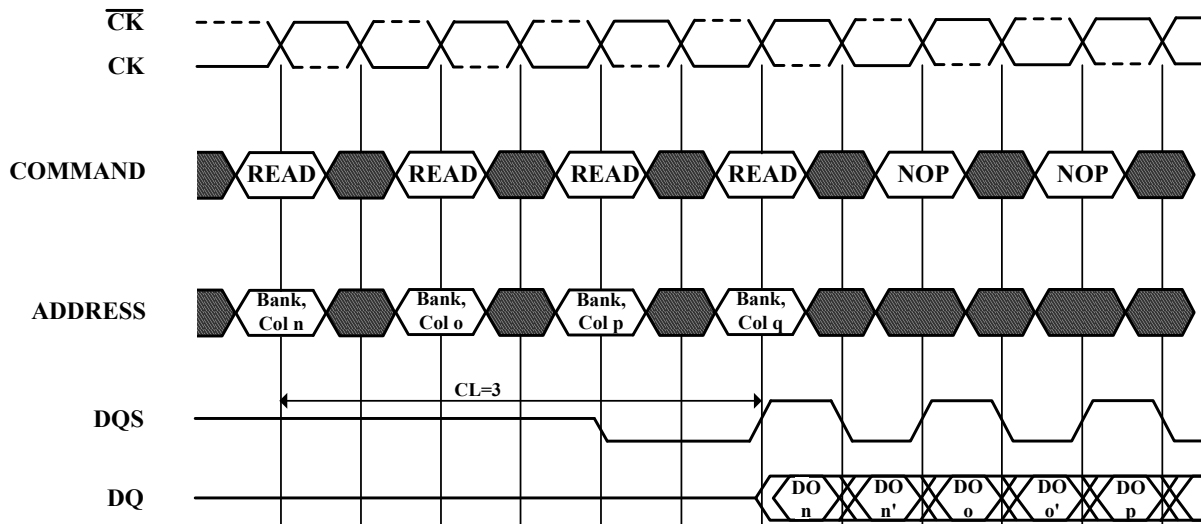 C̅K̅
CK
COMMAND
READ
READ
READ
READ
NOP
NOP
ADDRESS
Bank,
Col n
Bank,
Col o
Bank,
Col p
Bank,
Col q
CL=3
DQS
DQ
DO
n
DO
n'
DO
o
DO
o'
DO
p